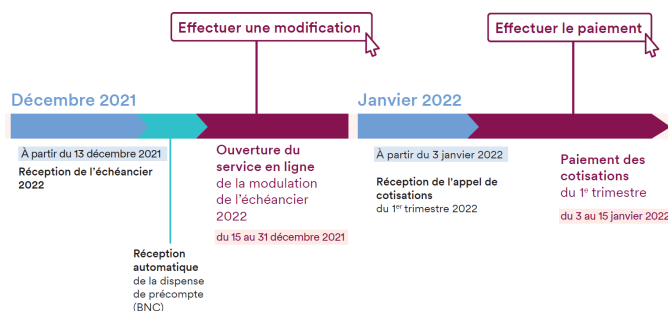 Effectuer une modification
Effectuer le paiement
Décembre 2021
Janvier 2022
À partir du 13 décembre 2021
Réception de l'échéancier
2022
Réception
automatique
de la dispense
de précompte
(BNC)
Ouverture du
service en ligne
de la modulation
de l'échéancier
2022
du 15 au 31 décembre 2021
À partir du 3 janvier 2022
Réception de l'appel de
cotisations
du 1er trimestre 2022
Paiement des
cotisations
du 1e trimestre
du 3 au 15 janvier 2022